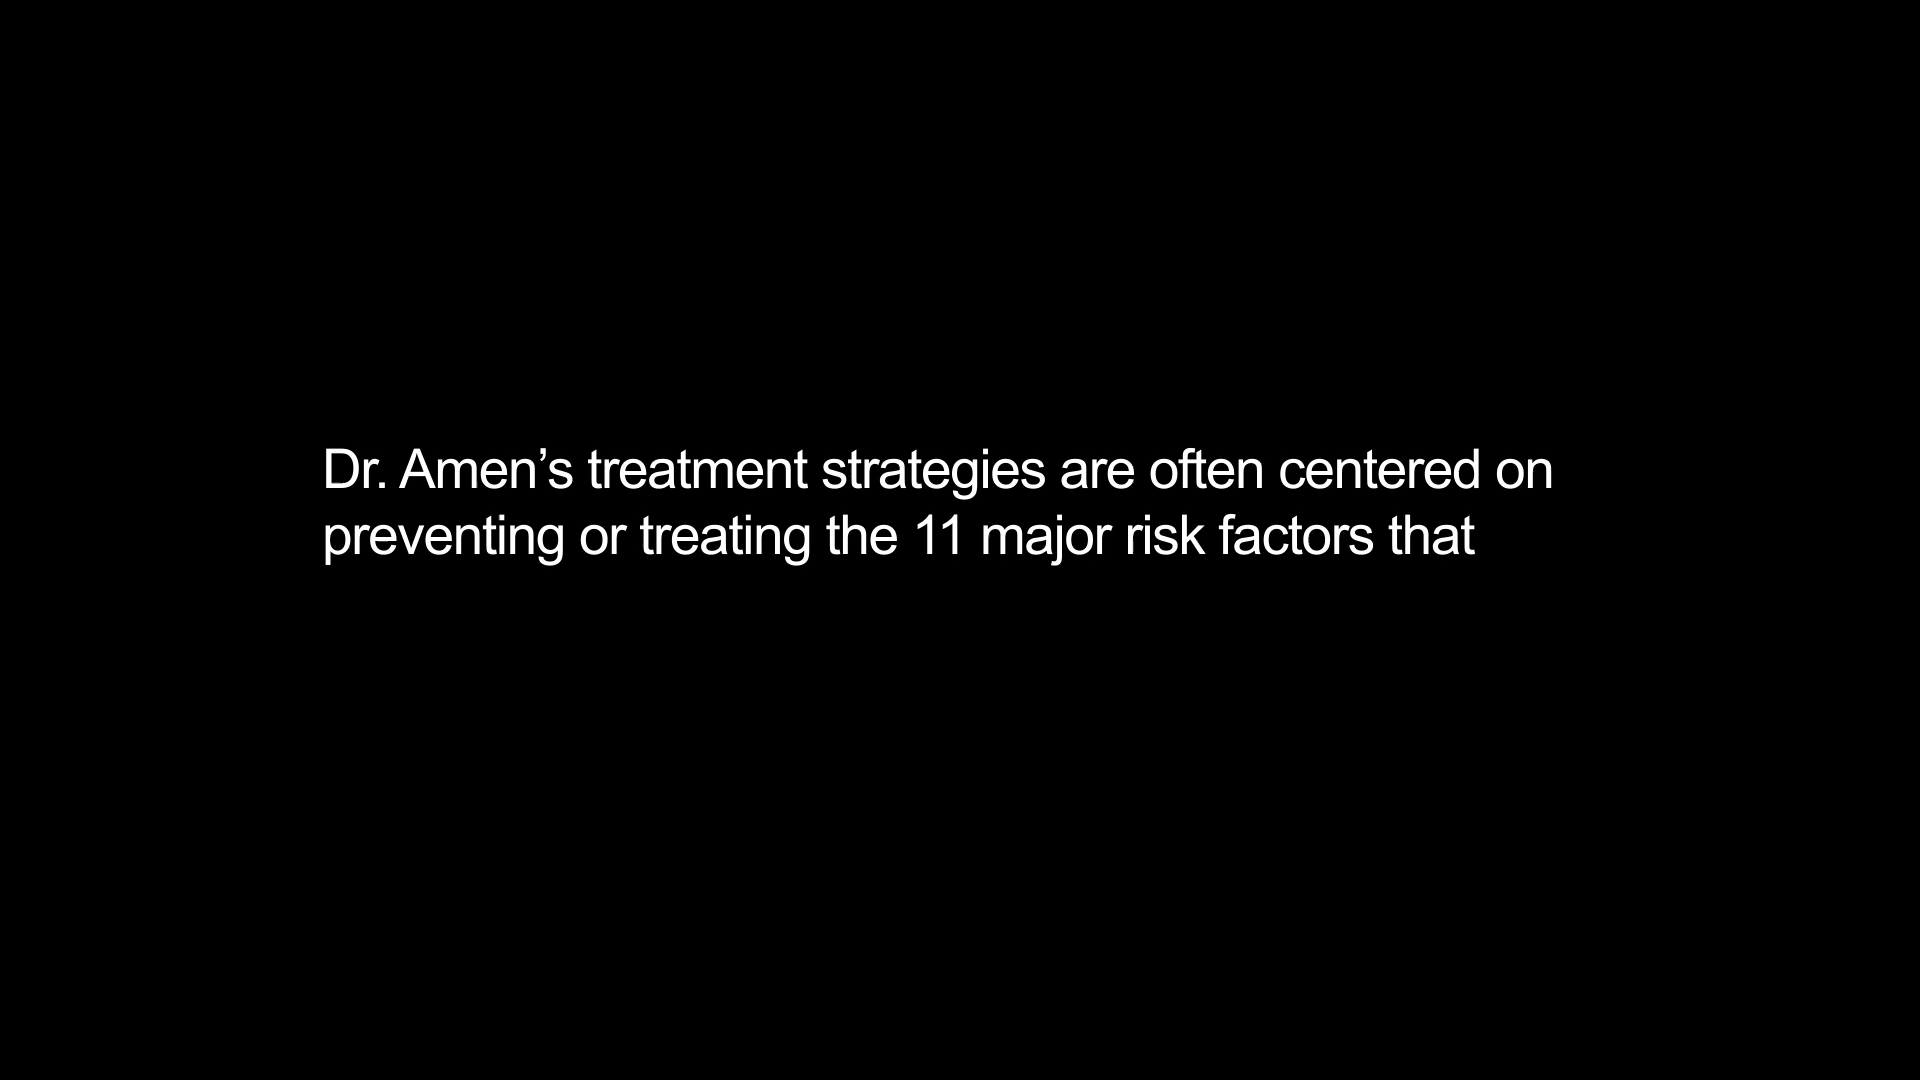 Dr. Amen’s treatment strategies are often centered on
preventing or treating the 11 major risk factors that